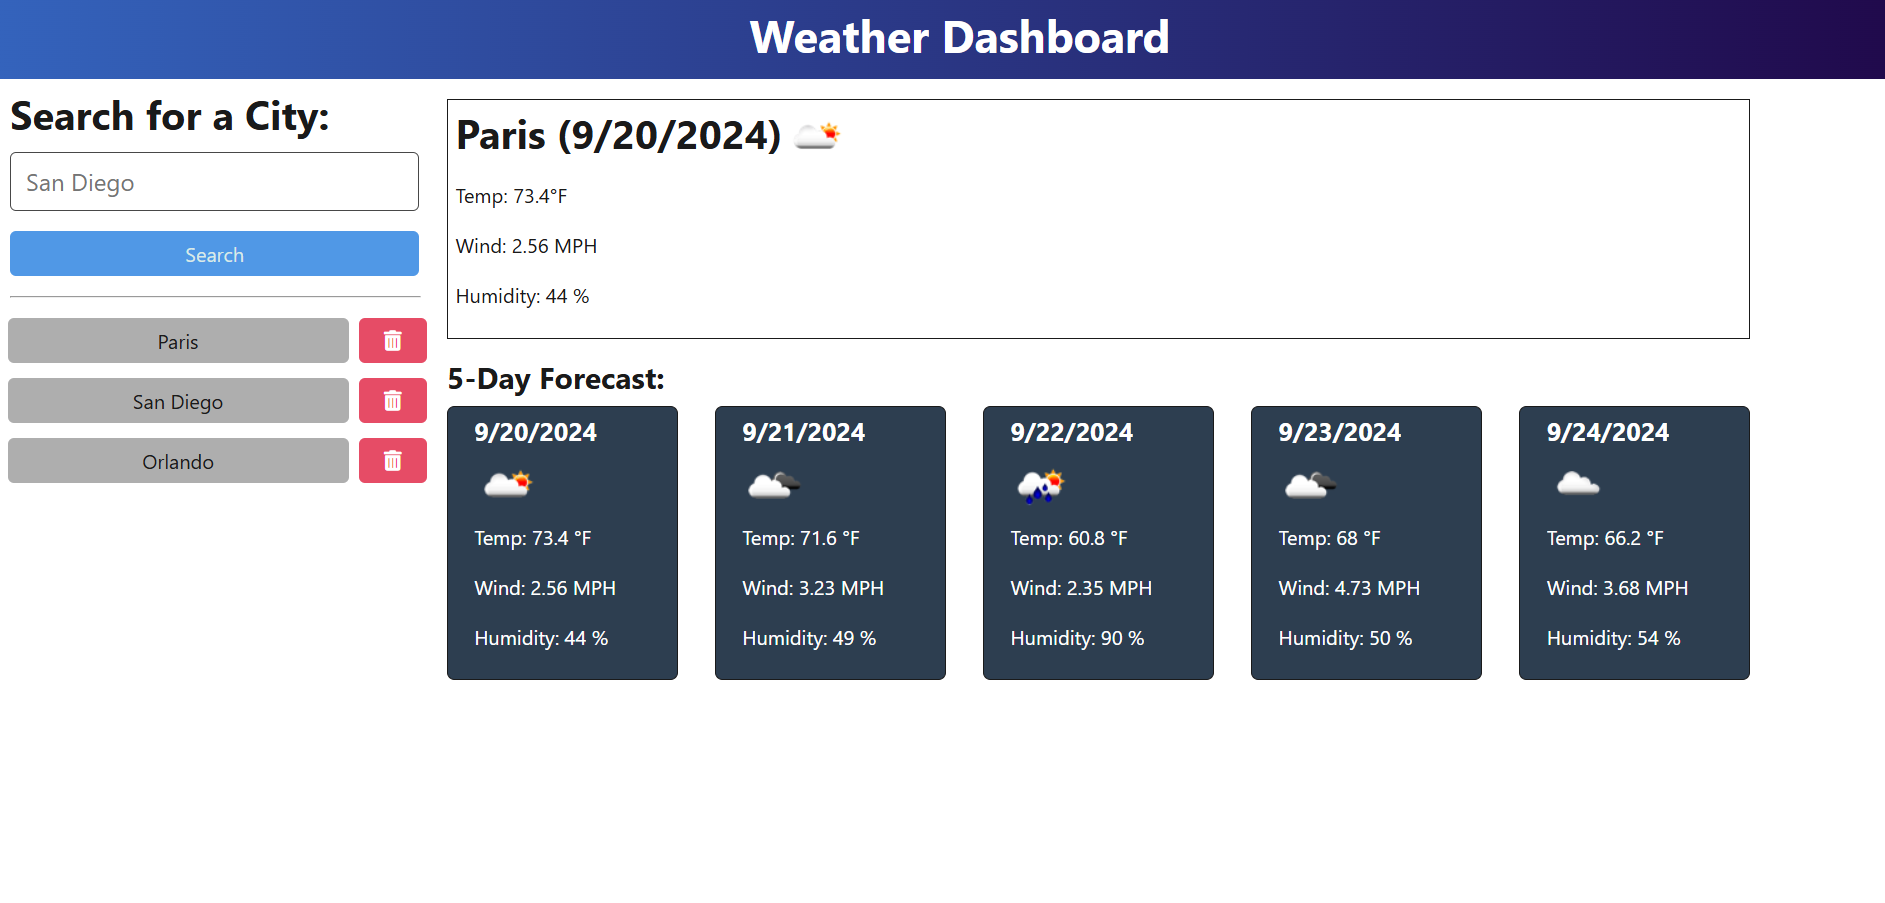 Weather Dashboard
Search for a City:
San Diego
Search
Paris
San Diego
Orlando
Paris (9/20/2024)
Temp: 73.4°F
Wind: 2.56 MPH
Humidity: 44 %
5-Day Forecast:
9/20/2024
Temp: 73.4 °F
Wind: 2.56 MPH
Humidity: 44 %
9/21/2024
Temp: 71.6 °F
Wind: 3.23 MPH
Humidity: 49 %
9/22/2024
Temp: 60.8 °F
Wind: 2.35 MPH
Humidity: 90 %
9/23/2024
Temp: 68 °F
Wind: 4.73 MPH
Humidity: 50 %
9/24/2024
Temp: 66.2 °F
Wind: 3.68 MPH
Humidity: 54 %